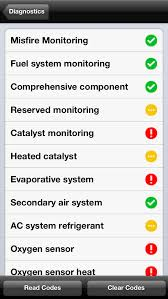 Diagnostics
Misfire Monitoring
Fuel system monitoring
Comprehensive component
Reserved monitoring
Catalyst monitoring
Heated catalyst
Evaporative system
Secondary air system
AC system refrigerant
Oxygen sensor
Oxygen sensor heat
Read Codes
Clear Codes